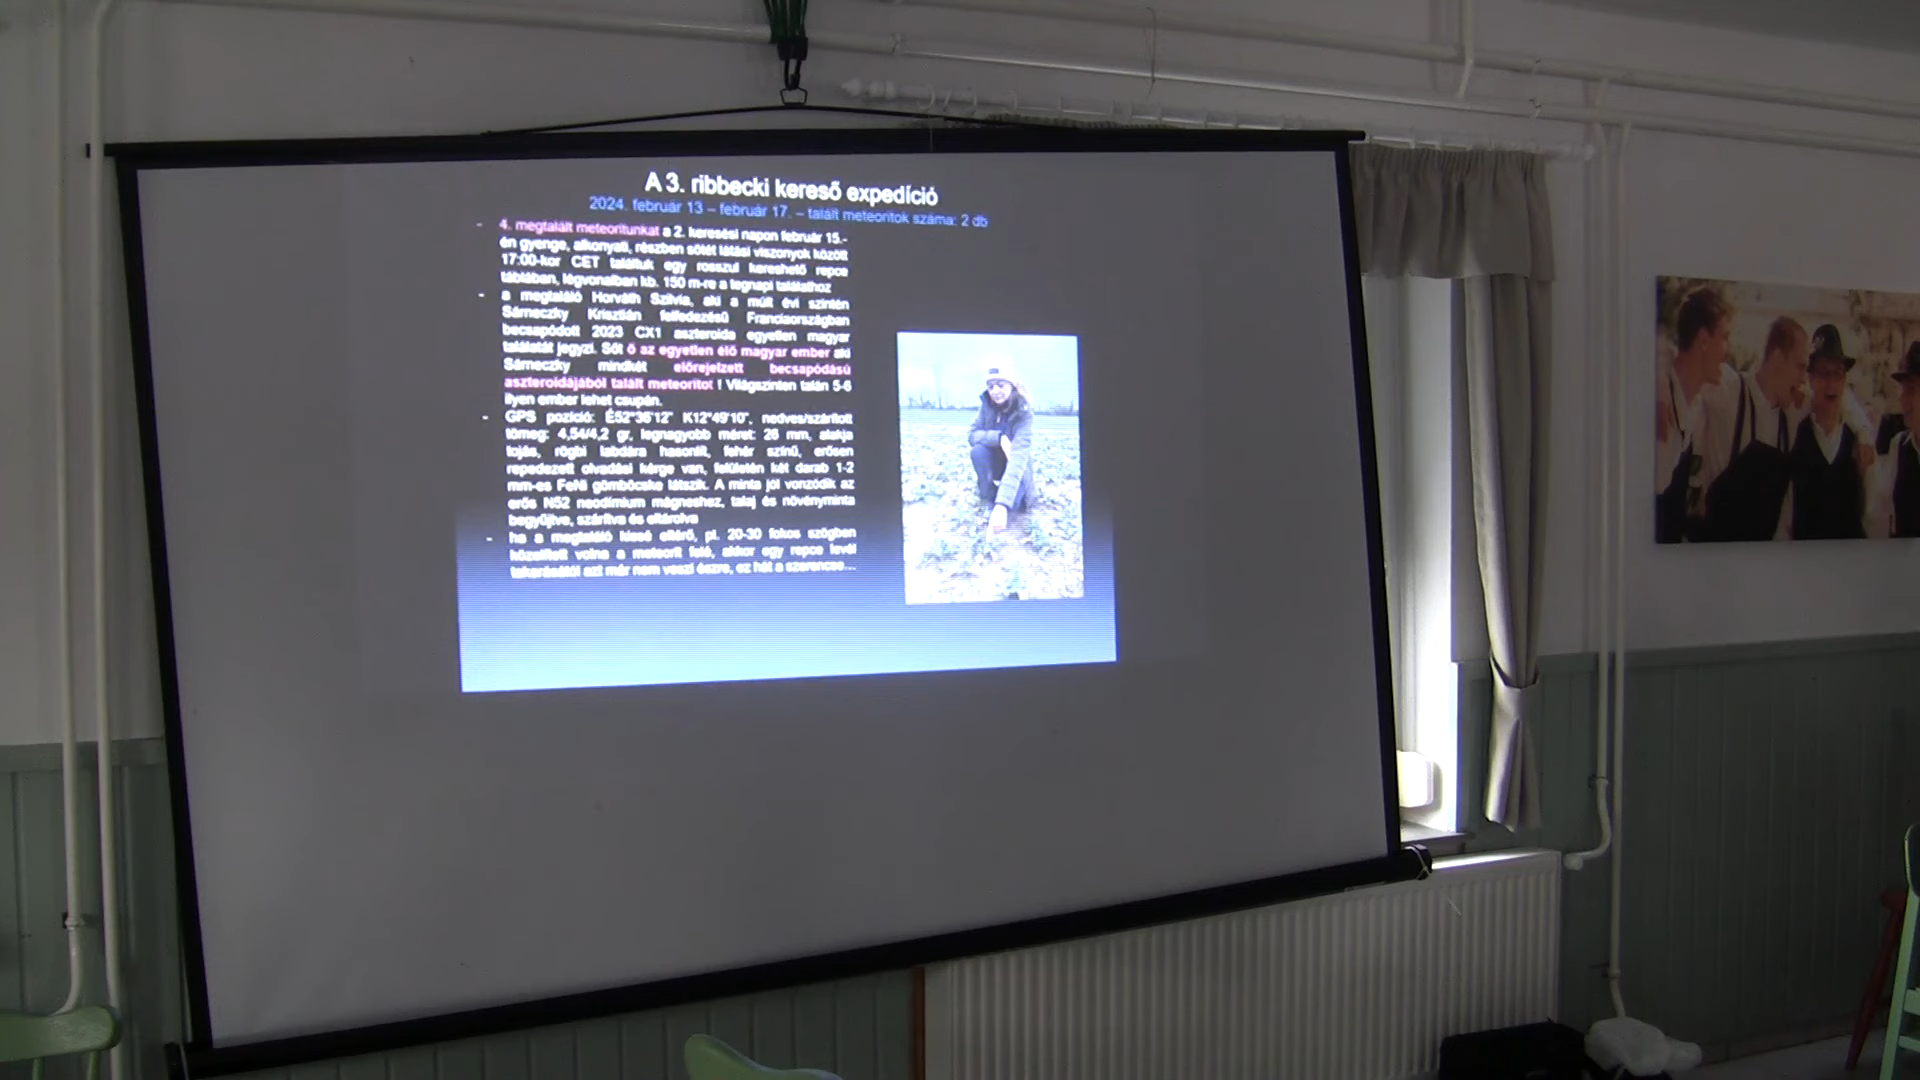 A 3. ribbecki kereső expedíció
2024. február 13 – február 17. – talált meteoritok száma: 2 db
- 4. megtalált meteoritunkat a 2. keresési napon február 15.-
én gyenge, alkonyati, részben sötét látási viszonyok között
17:00-kor CET találtuk egy rosszul kereshető repce
táblában, légvonalban kb. 150 m-re a tegnapi találathoz
- a megtaláló Horváth Szilvia, aki a múlt évi szintén
Sárneczky Krisztián felfedezésű Franciaországban
becsapódott 2023 CX1 aszteroida egyetlen magyar
találatát jegyzi. Sőt ő az egyetlen élő magyar ember aki
Sárneczky mindkét előrejelzett becsapódású
aszteroidájából talált meteoritot ! Világszinten talán 5-6
ilyen ember lehet csupán.
- GPS pozíció: É52°36'12" K12°49'10", nedves/szárított
tömeg: 4,54/4,2 gr, legnagyobb méret: 26 mm, alakja
tojás, rögbi labdára hasonlít, fehér színű, erősen
repedezett olvadási kérge van, felületén két darab 1-2
mm-es FeNi gömböcske látszik. A minta jól vonzódik az
erős N52 neodímium mágneshez, talaj és növényminta
begyűjtve, szárítva és eltárolva
- ha a megtaláló kissé eltérő, pl. 20-30 fokos szögben
közelített volna a meteorit felé, akkor egy repce levél
takarásától azt már nem veszi észre, ez hát a szerencse...